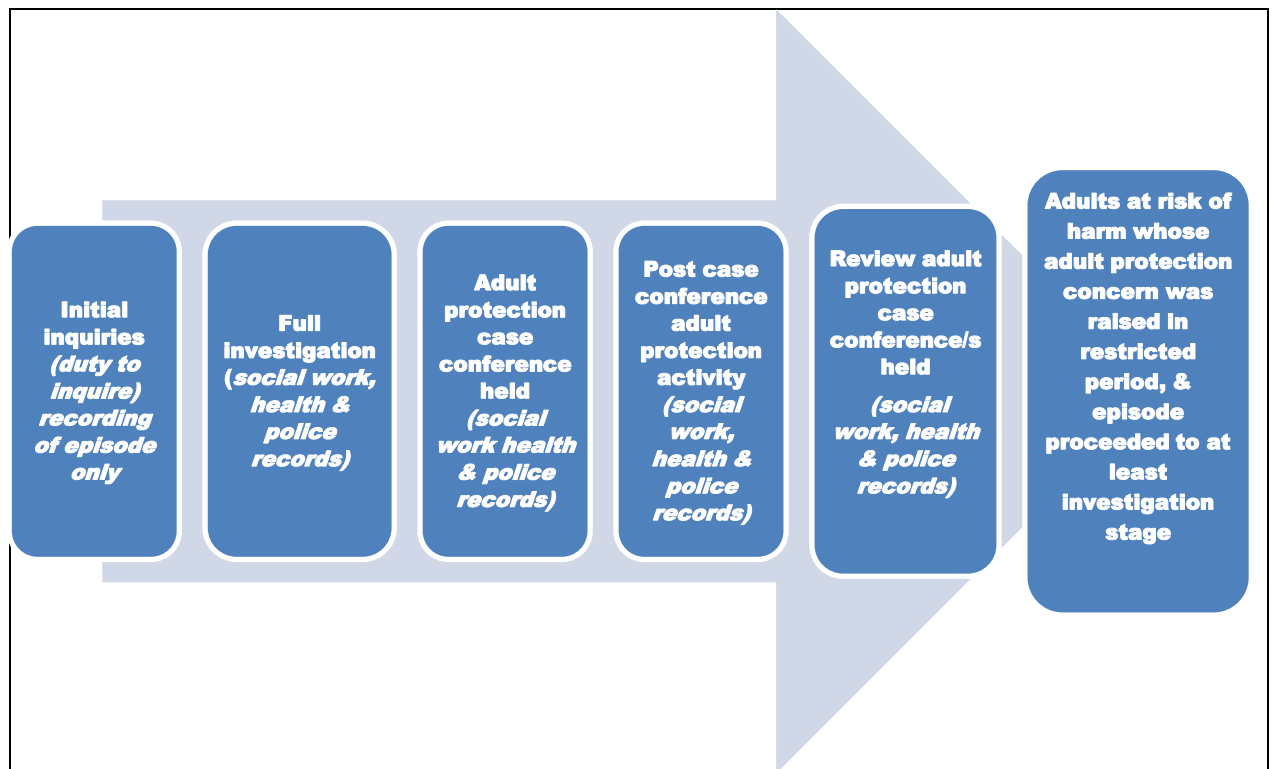 Initial
inquiries
(duty to
inquire)
recording
of episode
only
Full
investigation
(social work,
health &
police
records)
Adult
protection
case
conference
held
(social
work health
& police
records)
Post case
conference
adult
protection
activity
(social
work,
health &
police
records)
Review adult
protection
case
conference/s
held
(social
work, health
& police
records)
Adults at risk of
harm whose
adult protection
concern was
raised in
restricted
period, &
episode
proceeded to at
least
investigation
stage